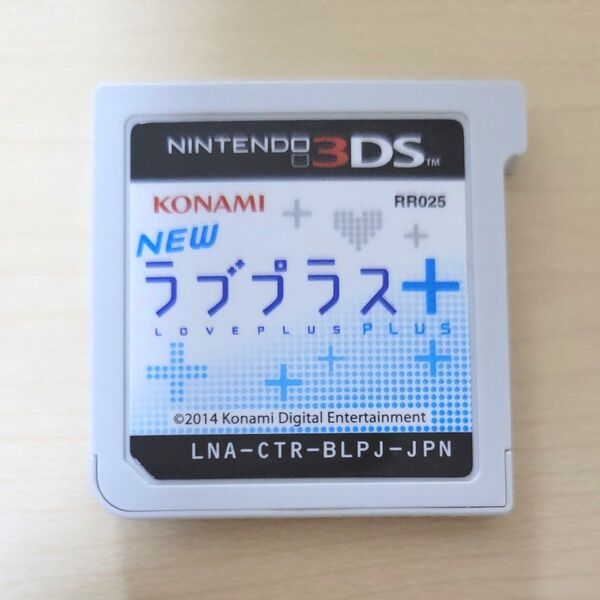 NINTENDO 3DS™
KONAMI RR025
NEW
ラブプラス+
LOVEPLUS PLUS
©2014 Konami Digital Entertainment
LNA-CTR-BLPJ-JPN